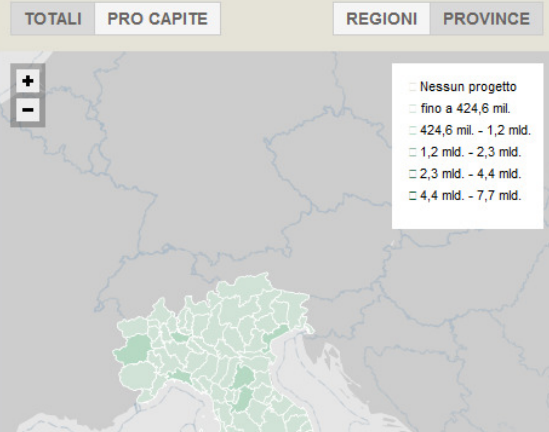 TOTALI PRO CAPITE REGIONI PROVINCE
+
-
Nessun progetto
fino a 424,6 mil.
424,6 mil. - 1,2 mld.
1,2 mld. - 2,3 mld.
2,3 mld. - 4,4 mld.
4,4 mld. - 7,7 mld.